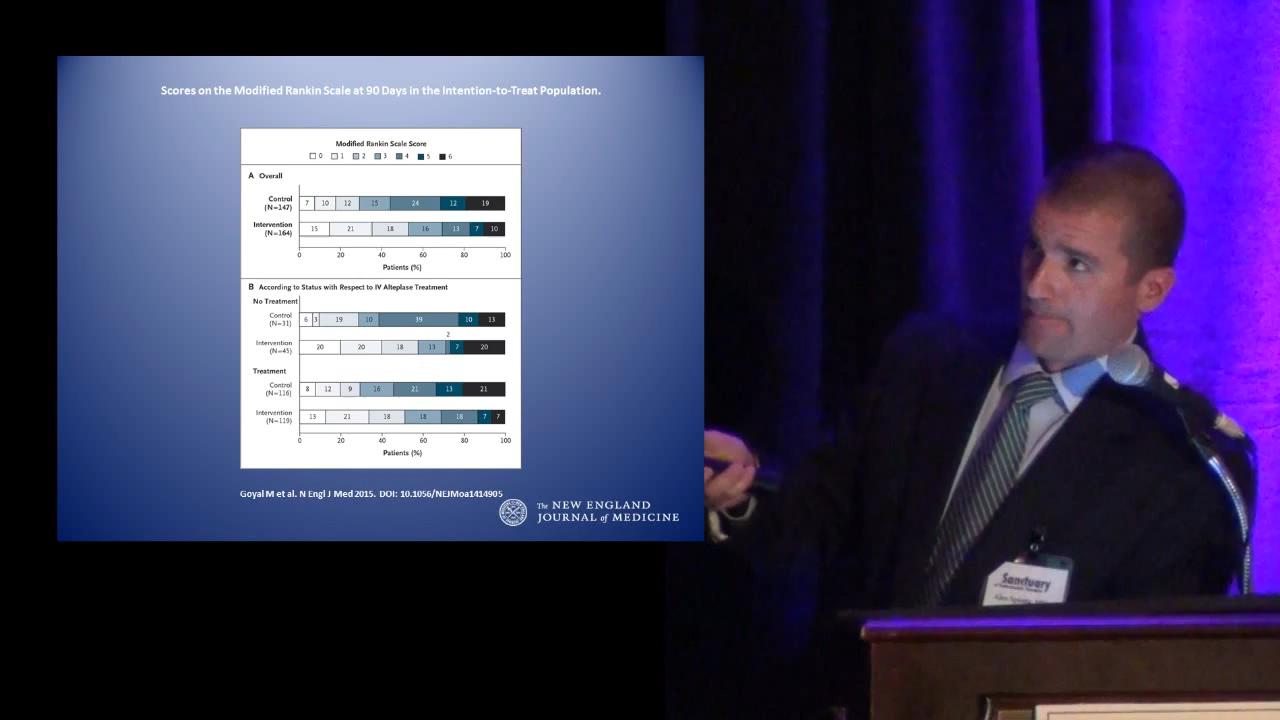 Scores on the Modified Rankin Scale at 90 Days in the Intention-to-Treat Population.
Modified Rankin Scale Score
0 1 2 3 4 5 6
A Overall
Control
(N=147)
7 10 12 15 24 12 19
Intervention
(N=164)
15 21 18 16 13 7 10
0 20 40 60 80 100
Patients (%)
B According to Status with Respect to IV Alteplase Treatment
No Treatment
Control
(N=31)
6 3 19 10 39 10 13
2
Intervention
(N=45)
20 20 18 13 7 20
Treatment
Control
(N=116)
8 12 9 16 21 13 21
Intervention
(N=119)
13 21 18 18 18 7 7
0 20 40 60 80 100
Patients (%)
Goyal M et al. N Engl J Med 2015. DOI: 10.1056/NEJMoa1414905
The NEW ENGLAND
JOURNAL of MEDICINE
Sanctuary